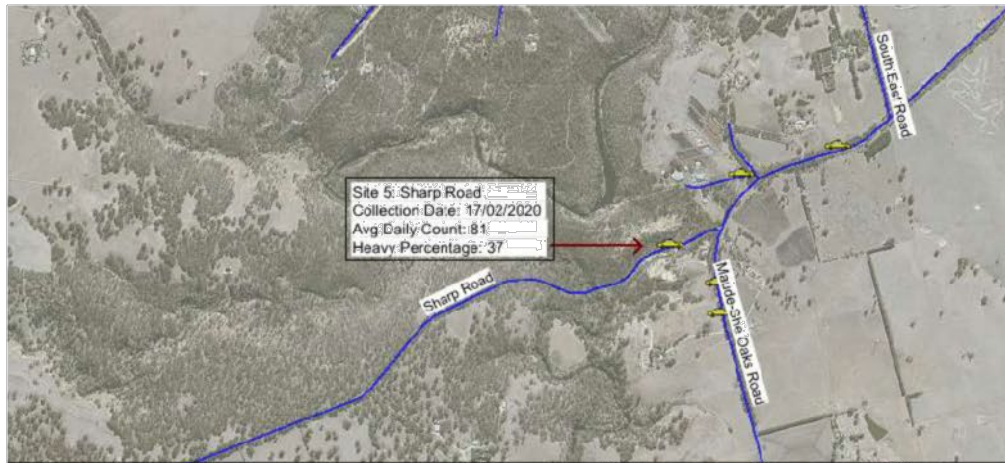 South East Road
Site 5: Sharp Road
Collection Date: 17/02/2020
Avg Daily Count: 81
Heavy Percentage: 37
Sharp Road
Maude-She Oaks Road